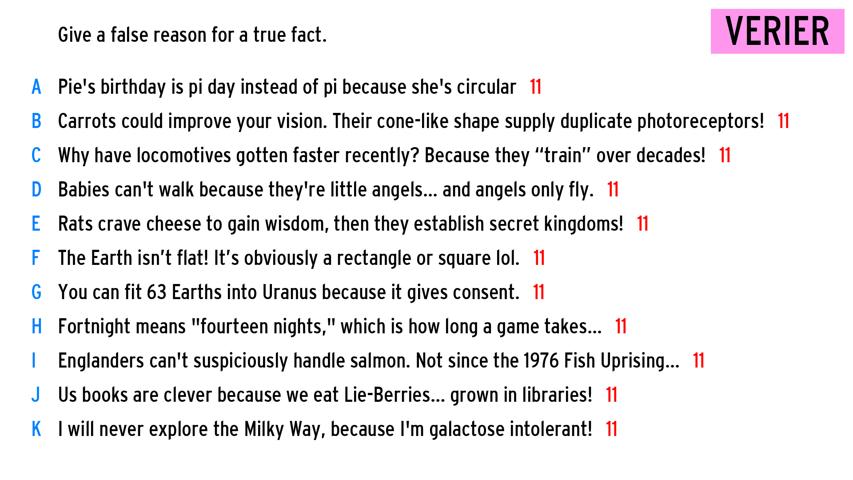 Give a false reason for a true fact.
VERIER
A Pie's birthday is pi day instead of pi because she's circular 11
B Carrots could improve your vision. Their cone-like shape supply duplicate photoreceptors! 11
C Why have locomotives gotten faster recently? Because they “train” over decades! 11
D Babies can't walk because they're little angels... and angels only fly. 11
E Rats crave cheese to gain wisdom, then they establish secret kingdoms! 11
F The Earth isn’t flat! It’s obviously a rectangle or square lol. 11
G You can fit 63 Earths into Uranus because it gives consent. 11
H Fortnight means "fourteen nights," which is how long a game takes... 11
I Englanders can't suspiciously handle salmon. Not since the 1976 Fish Uprising... 11
J Us books are clever because we eat Lie-Berries... grown in libraries! 11
K I will never explore the Milky Way, because I'm galactose intolerant! 11